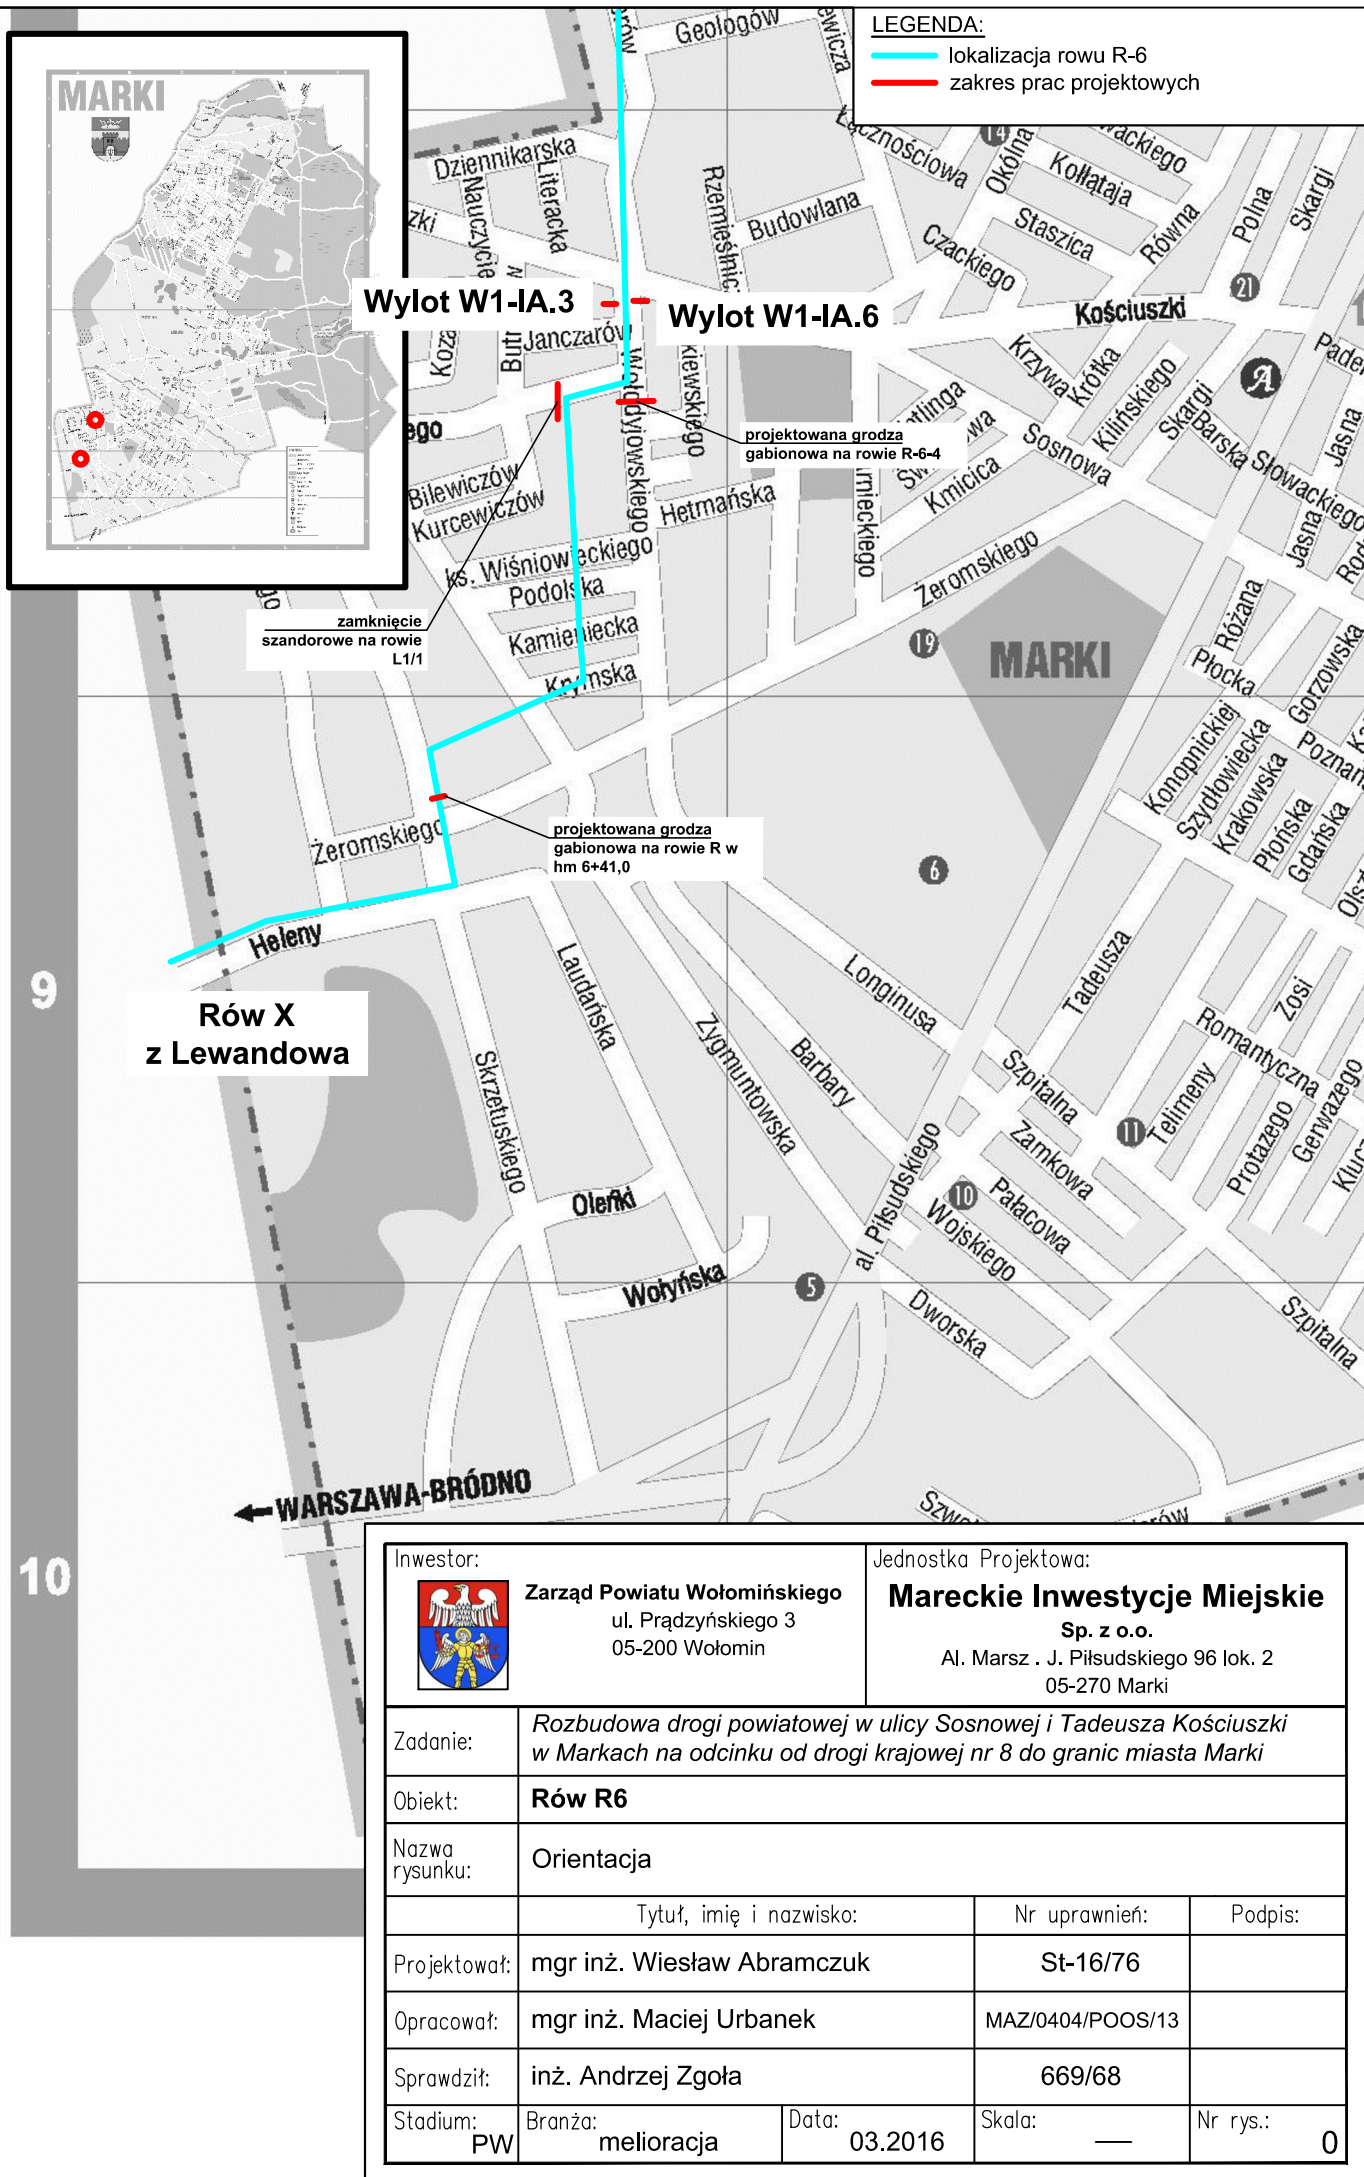 LEGENDA:
lokalizacja rowu R-6
zakres prac projektowych
MARKI
Geologów
Dziennikarska
Literacka
Łącznościowa
14
Okólna
Kołłątaja
Staszica
Równa
Polna
Skargi
Rzemieślnic
Budowlana
Czackiego
21
Kościuszki
Wylot W1-IA.3
Wylot W1-IA.6
Janczarów
Krzywa
Krótka
Kilińskiego
Skargi
Barska
Słowackiego
Jasna
Jasna
projektowana grodza
gabionowa na rowie R-6-4
Sosnowa
Kmicica
Bilewiczów
Kurcewiczów
Hetmańska
ks. Wiśniowieckiego
Podolska
Kamieniecka
Krymska
zamknięcie
szandorowe na rowie
L1/1
Żeromskiego
19
MARKI
Różana
Płocka
Gorzowska
Konopnickiej
Szydłowiecka
Krakowska
Płońska
Gdańska
Żeromskiego
projektowana grodza
gabionowa na rowie R w
hm 6+41,0
6
Heleny
9
Rów X
z Lewandowa
Laudańska
Longinusa
Tadeusza
Zosi
Romantyczna
Skrzetuskiego
Zygmuntowska
Barbary
Szpitalna
Telimeny
11
Zamkowa
Protazego
Gerwazego
al. Piłsudskiego
10
Pałacowa
Wojskiego
Oleńki
Wołyńska
5
Dworska
Szpitalna
WARSZAWA-BRÓDNO
10
Inwestor:
Zarząd Powiatu Wołomińskiego
ul. Prądzyńskiego 3
05-200 Wołomin
Jednostka Projektowa:
Mareckie Inwestycje Miejskie
Sp. z o.o.
Al. Marsz . J. Piłsudskiego 96 lok. 2
05-270 Marki
Zadanie:
Rozbudowa drogi powiatowej w ulicy Sosnowej i Tadeusza Kościuszki
w Markach na odcinku od drogi krajowej nr 8 do granic miasta Marki
Obiekt:
Rów R6
Nazwa
rysunku:
Orientacja
Tytuł, imię i nazwisko:
Nr uprawnień:
Podpis:
Projektował:
mgr inż. Wiesław Abramczuk
St-16/76
Opracował:
mgr inż. Maciej Urbanek
MAZ/0404/POOS/13
Sprawdził:
inż. Andrzej Zgoła
669/68
Stadium:
PW
Branża:
melioracja
Data:
03.2016
Skala:
—
Nr rys.:
0